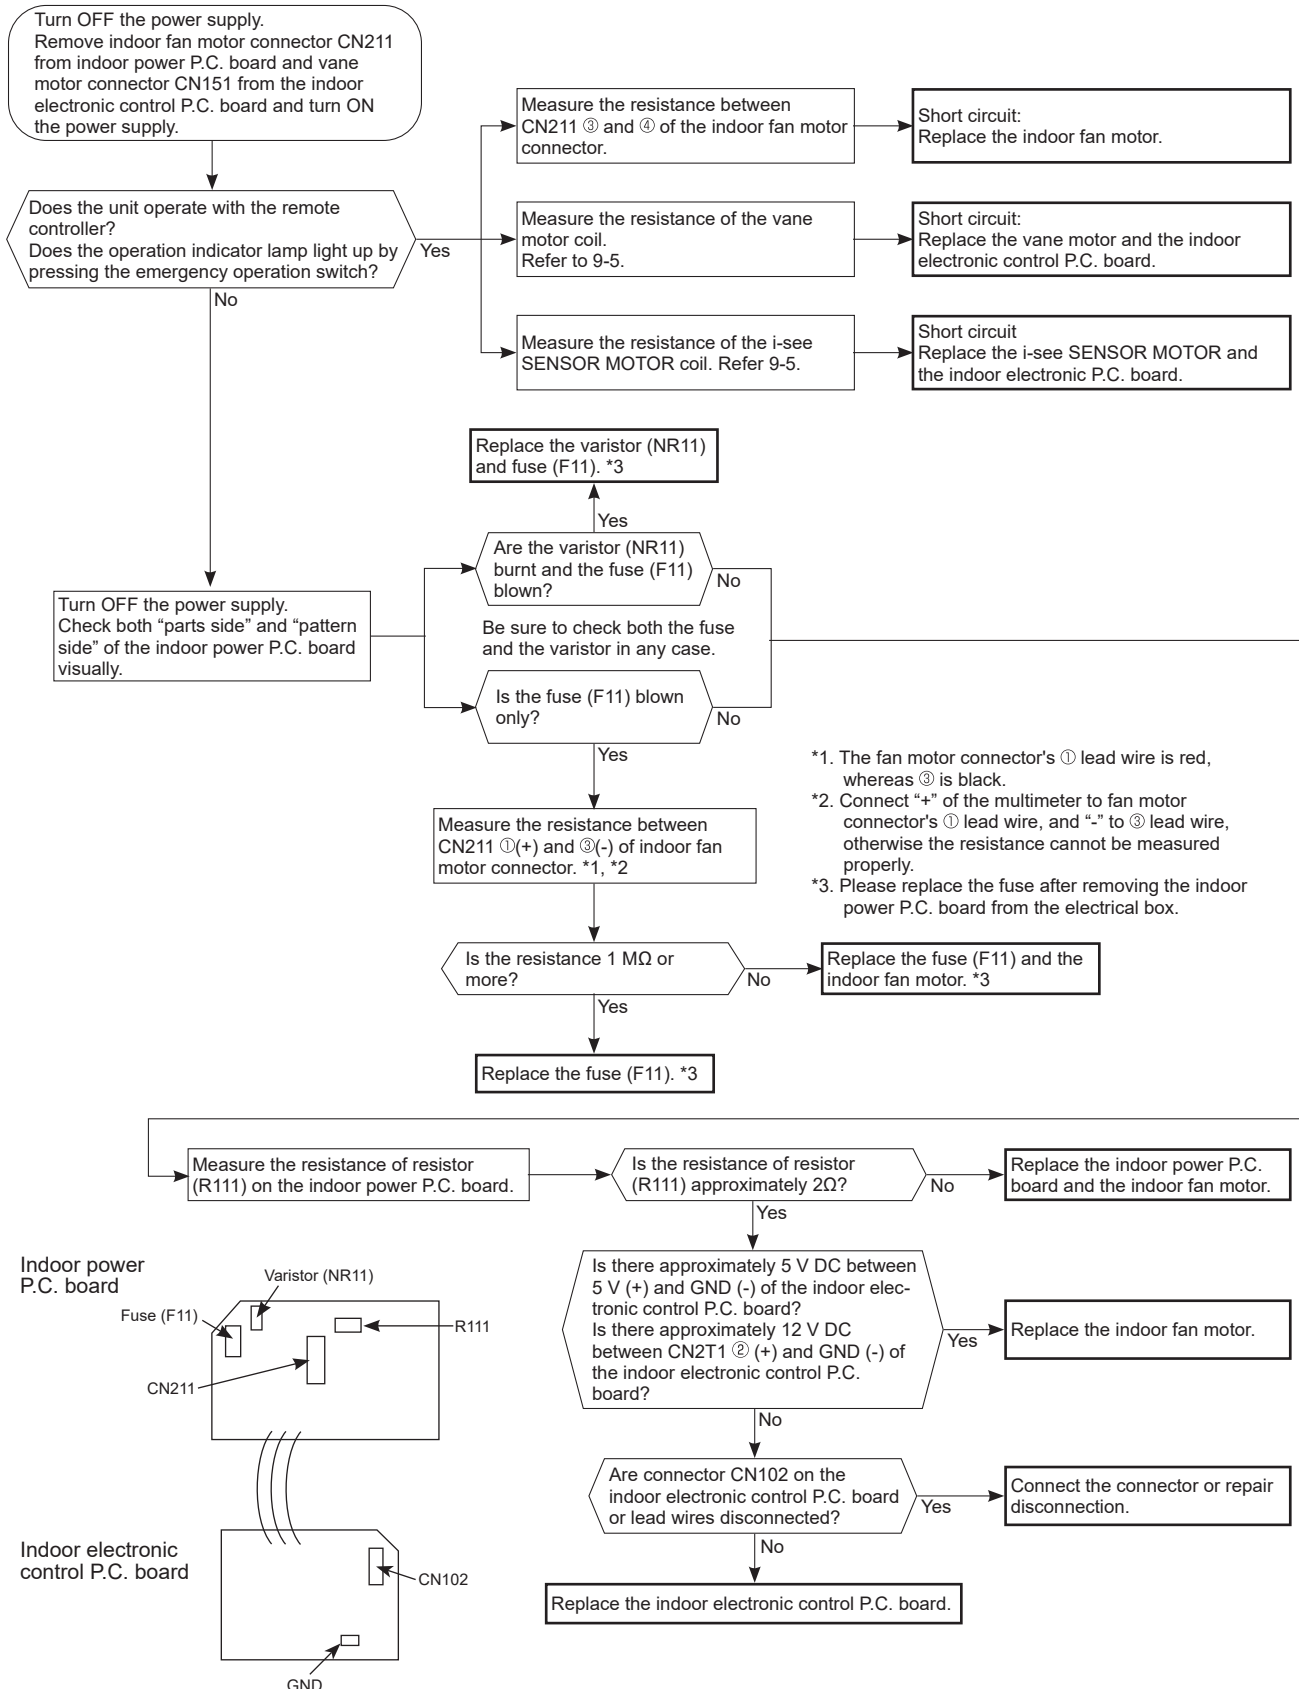 Turn OFF the power supply.
Remove indoor fan motor connector CN211
from indoor power P.C. board and vane
motor connector CN151 from the indoor
electronic control P.C. board and turn ON
the power supply.
Does the unit operate with the remote
controller?
Does the operation indicator lamp light up by
pressing the emergency operation switch?
Yes
No
Measure the resistance between
CN211 ③ and ④ of the indoor fan motor
connector.
Short circuit:
Replace the indoor fan motor.
Measure the resistance of the vane
motor coil.
Refer to 9-5.
Short circuit:
Replace the vane motor and the indoor
electronic control P.C. board.
Measure the resistance of the i-see
SENSOR MOTOR coil. Refer 9-5.
Short circuit
Replace the i-see SENSOR MOTOR and
the indoor electronic P.C. board.
Replace the varistor (NR11)
and fuse (F11). *3
Yes
Are the varistor (NR11)
burnt and the fuse (F11)
blown?
No
Turn OFF the power supply.
Check both “parts side” and “pattern
side” of the indoor power P.C. board
visually.
Be sure to check both the fuse
and the varistor in any case.
Is the fuse (F11) blown
only?
No
Yes
Measure the resistance between
CN211 ①(+) and ③(-) of indoor fan
motor connector. *1, *2
*1. The fan motor connector's ① lead wire is red,
whereas ③ is black.
*2. Connect “+” of the multimeter to fan motor
connector's ① lead wire, and “-” to ③ lead wire,
otherwise the resistance cannot be measured
properly.
*3. Please replace the fuse after removing the indoor
power P.C. board from the electrical box.
Is the resistance 1 MΩ or
more?
No
Replace the fuse (F11) and the
indoor fan motor. *3
Yes
Replace the fuse (F11). *3
Measure the resistance of resistor
(R111) on the indoor power P.C. board.
Is the resistance of resistor
(R111) approximately 2Ω?
No
Replace the indoor power P.C.
board and the indoor fan motor.
Yes
Is there approximately 5 V DC between
5 V (+) and GND (-) of the indoor elec-
tronic control P.C. board?
Is there approximately 12 V DC
between CN2T1 ② (+) and GND (-) of
the indoor electronic control P.C.
board?
Yes
Replace the indoor fan motor.
No
Are connector CN102 on the
indoor electronic control P.C. board
or lead wires disconnected?
Yes
Connect the connector or repair
disconnection.
No
Replace the indoor electronic control P.C. board.
Indoor power
P.C. board
Varistor (NR11)
Fuse (F11)
R111
CN211
Indoor electronic
control P.C. board
CN102
GND